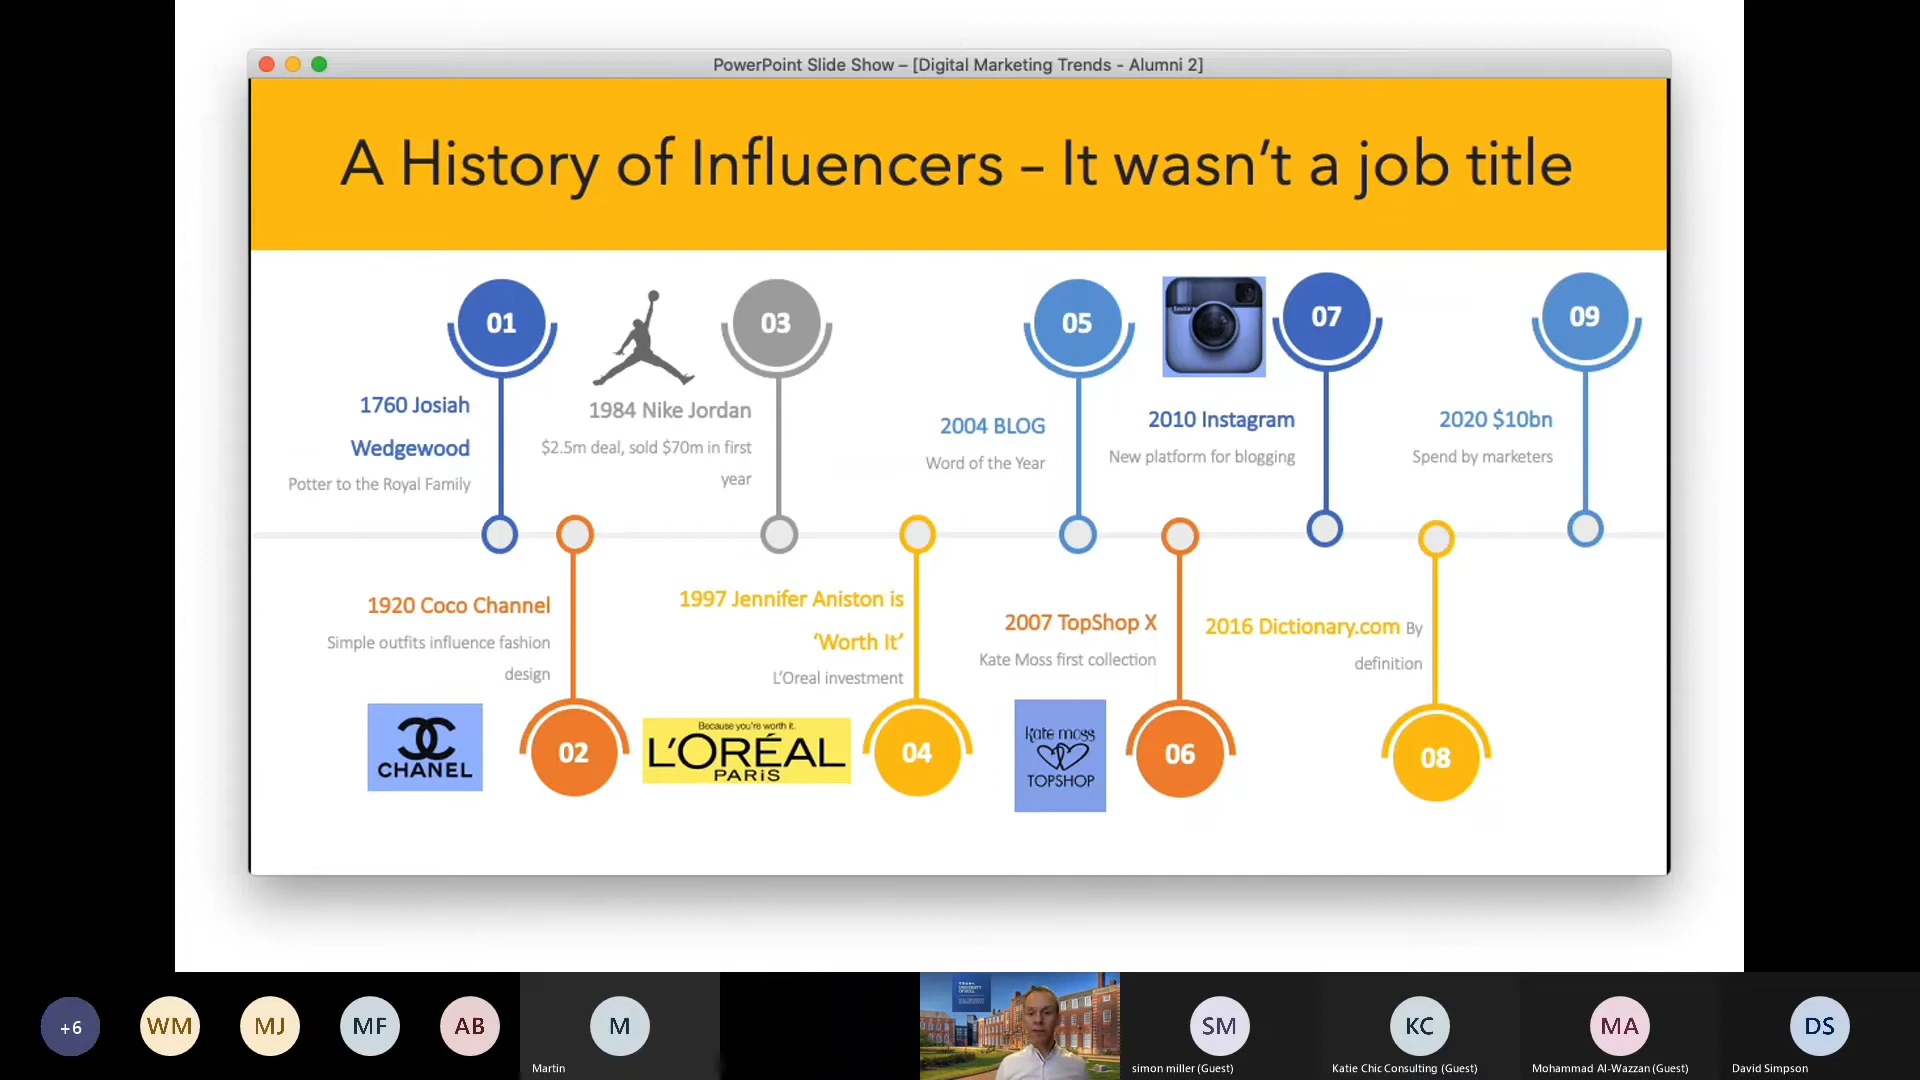 PowerPoint Slide Show – [Digital Marketing Trends - Alumni 2]
A History of Influencers – It wasn't a job title
01
1760 Josiah
Wedgewood
Potter to the Royal Family
03
1984 Nike Jordan
$2.5m deal, sold $70m in first
year
05
2004 BLOG
Word of the Year
Insta
07
2010 Instagram
New platform for blogging
09
2020 $10bn
Spend by marketers
1920 Coco Channel
Simple outfits influence fashion
design
CHANEL
02
1997 Jennifer Aniston is
‘Worth It’
L'Oreal investment
Because you're worth it.
L'ORÉAL
PARiS
04
2007 TopShop X
Kate Moss first collection
kate moss
TOPSHOP
06
2016 Dictionary.com By
definition
08
+6
WM
MJ
MF
AB
M
Martin
SM
simon miller (Guest)
KC
Katie Chic Consulting (Guest)
MA
Mohammad Al-Wazzan (Guest)
DS
David Simpson